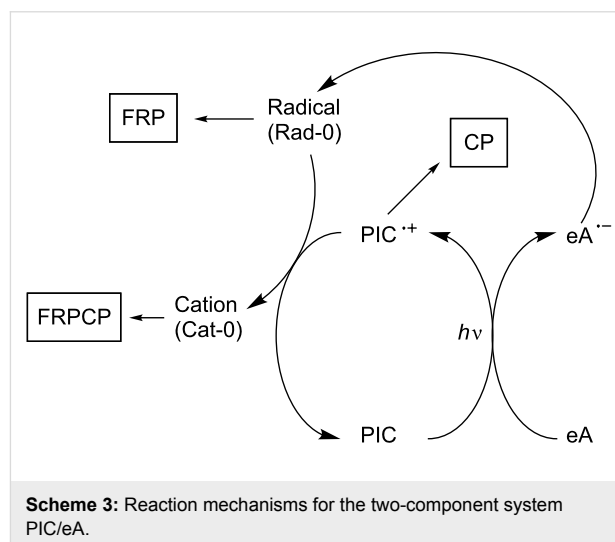 FRP
Radical
(Rad-0)
CP
PIC·+
eA·−
Cation
(Cat-0)
FRPCP
hν
PIC
eA
Scheme 3: Reaction mechanisms for the two-component system
PIC/eA.